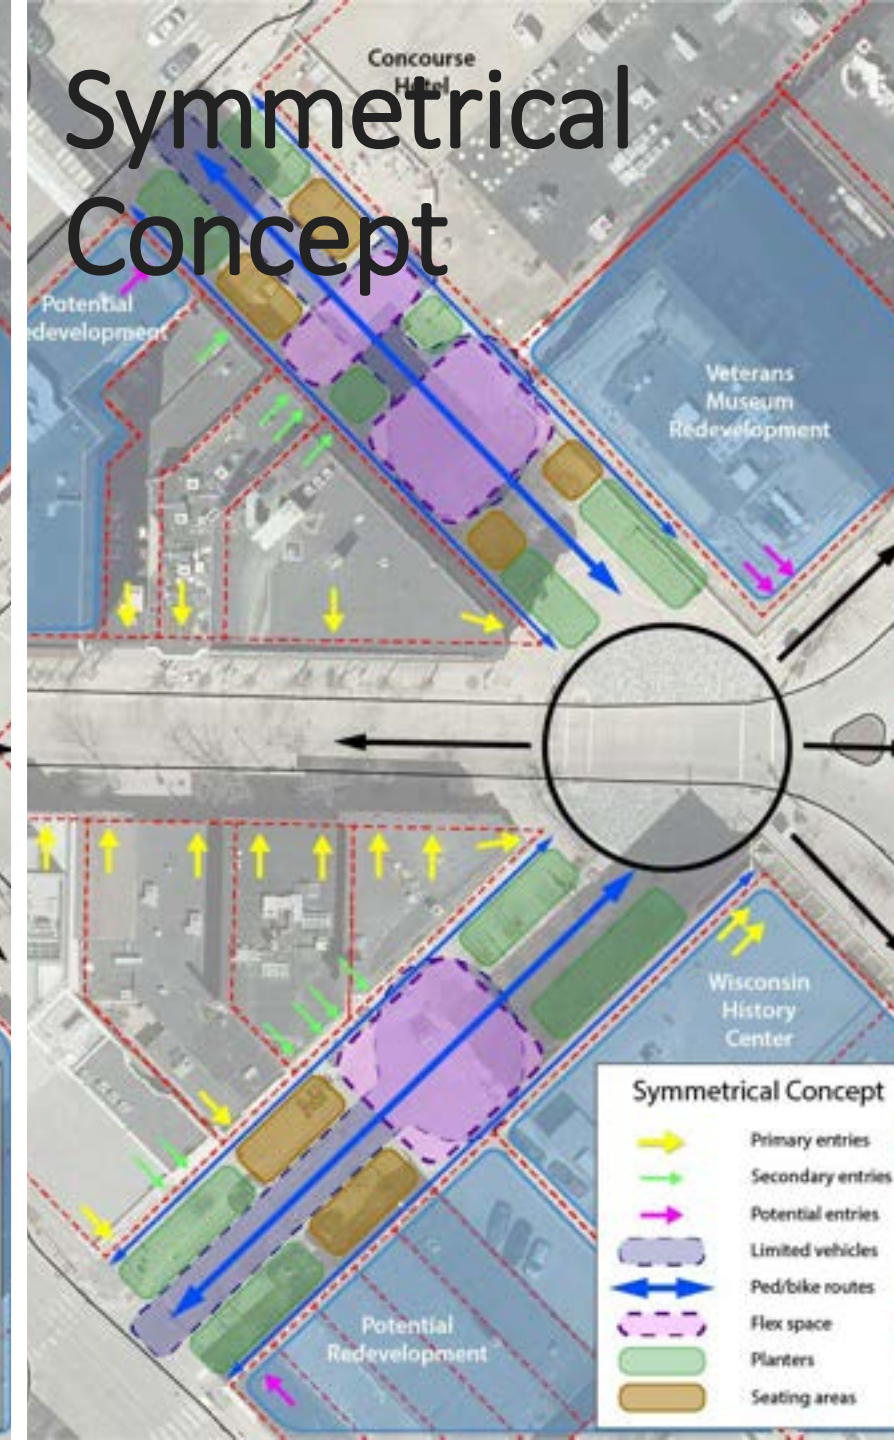 Concourse
Hotel
Symmetrical
Concept
Potential
edevelopment
Veterans
Museum
Redevelopment
Wisconsin
History
Center
Potential
Redevelopment
Symmetrical Concept
Primary entries
Secondary entries
Potential entries
Limited vehicles
Ped/bike routes
Flex space
Planters
Seating areas